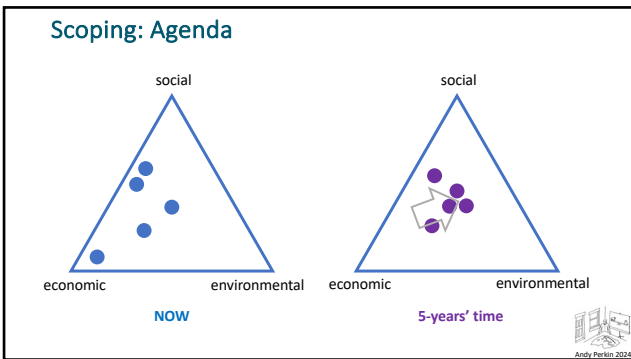 Scoping: Agenda
social
economic
environmental
NOW
social
economic
environmental
5-years' time
Andy Perkin 2024